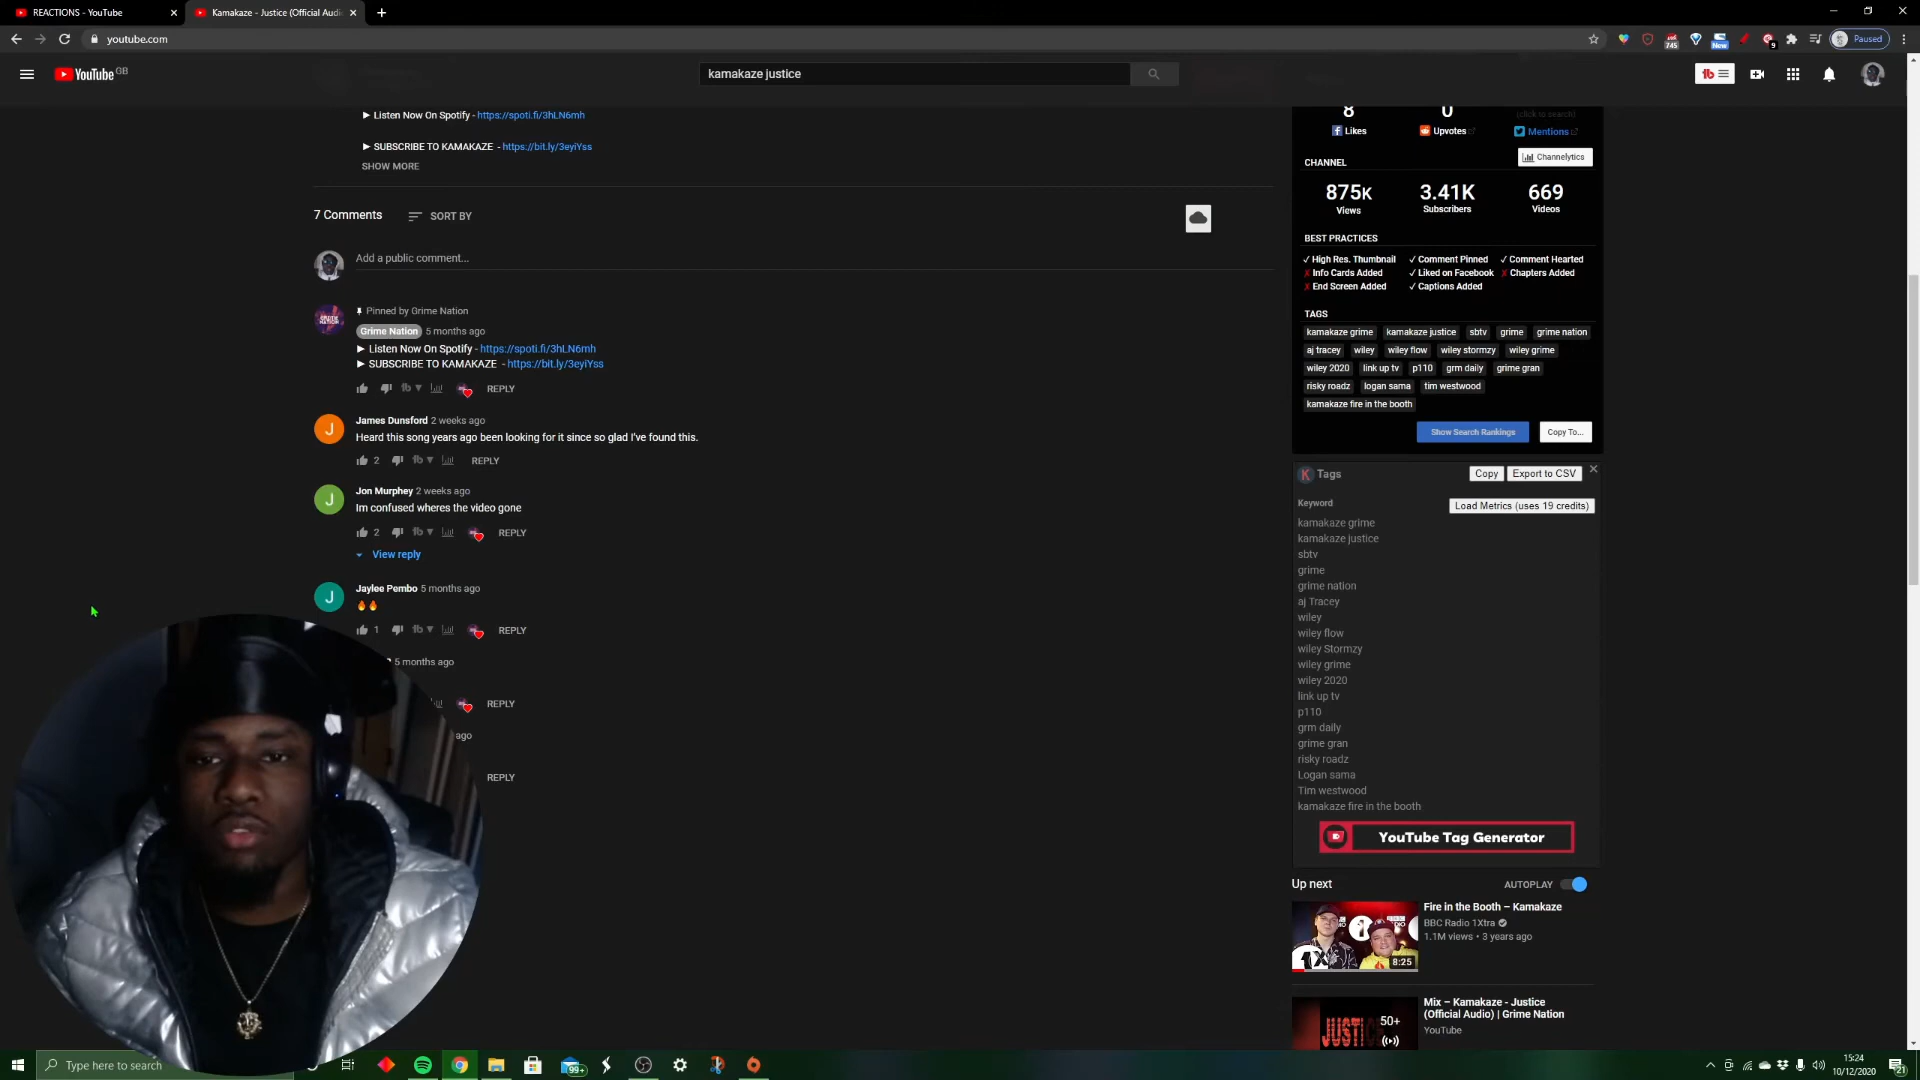 REACTIONS - YouTube
Kamakaze - Justice (Official Audi
youtube.com
745
New
9
Paused
YouTube GB
kamakaze justice
► Listen Now On Spotify - https://spoti.fi/3hLN6mh
► SUBSCRIBE TO KAMAKAZE - https://bit.ly/3eyiYss
SHOW MORE
7 Comments
SORT BY
Add a public comment...
Pinned by Grime Nation
Grime Nation 5 months ago
► Listen Now On Spotify - https://spoti.fi/3hLN6mh
► SUBSCRIBE TO KAMAKAZE - https://bit.ly/3eyiYss
REPLY
J
James Dunsford 2 weeks ago
Heard this song years ago been looking for it since so glad I've found this.
2 REPLY
J
Jon Murphey 2 weeks ago
Im confused wheres the video gone
2 REPLY
View reply
J
Jaylee Pembo 5 months ago
🔥🔥
1 REPLY
5 months ago
REPLY
ago
REPLY
8 0 (click to search)
Likes Upvotes Mentions
CHANNEL
Channelytics
875K 3.41K 669
Views Subscribers Videos
BEST PRACTICES
✓ High Res. Thumbnail ✓ Comment Pinned ✓ Comment Hearted
✗ Info Cards Added ✓ Liked on Facebook ✗ Chapters Added
✗ End Screen Added ✓ Captions Added
TAGS
kamakaze grime kamakaze justice sbtv grime grime nation
aj tracey wiley wiley flow wiley stormzy wiley grime
wiley 2020 link up tv p110 grm daily grime gran
risky roadz logan sama tim westwood
kamakaze fire in the booth
Show Search Rankings Copy To...
K Tags Copy Export to CSV
Keyword Load Metrics (uses 19 credits)
kamakaze grime
kamakaze justice
sbtv
grime
grime nation
aj Tracey
wiley
wiley flow
wiley Stormzy
wiley grime
wiley 2020
link up tv
p110
grm daily
grime gran
risky roadz
Logan sama
Tim westwood
kamakaze fire in the booth
YouTube Tag Generator
Up next AUTOPLAY
Fire in the Booth – Kamakaze
BBC Radio 1Xtra
1.1M views • 3 years ago
8:25
Mix – Kamakaze - Justice
(Official Audio) | Grime Nation
YouTube
50+
Type here to search
99+
15:24
10/12/2020
21